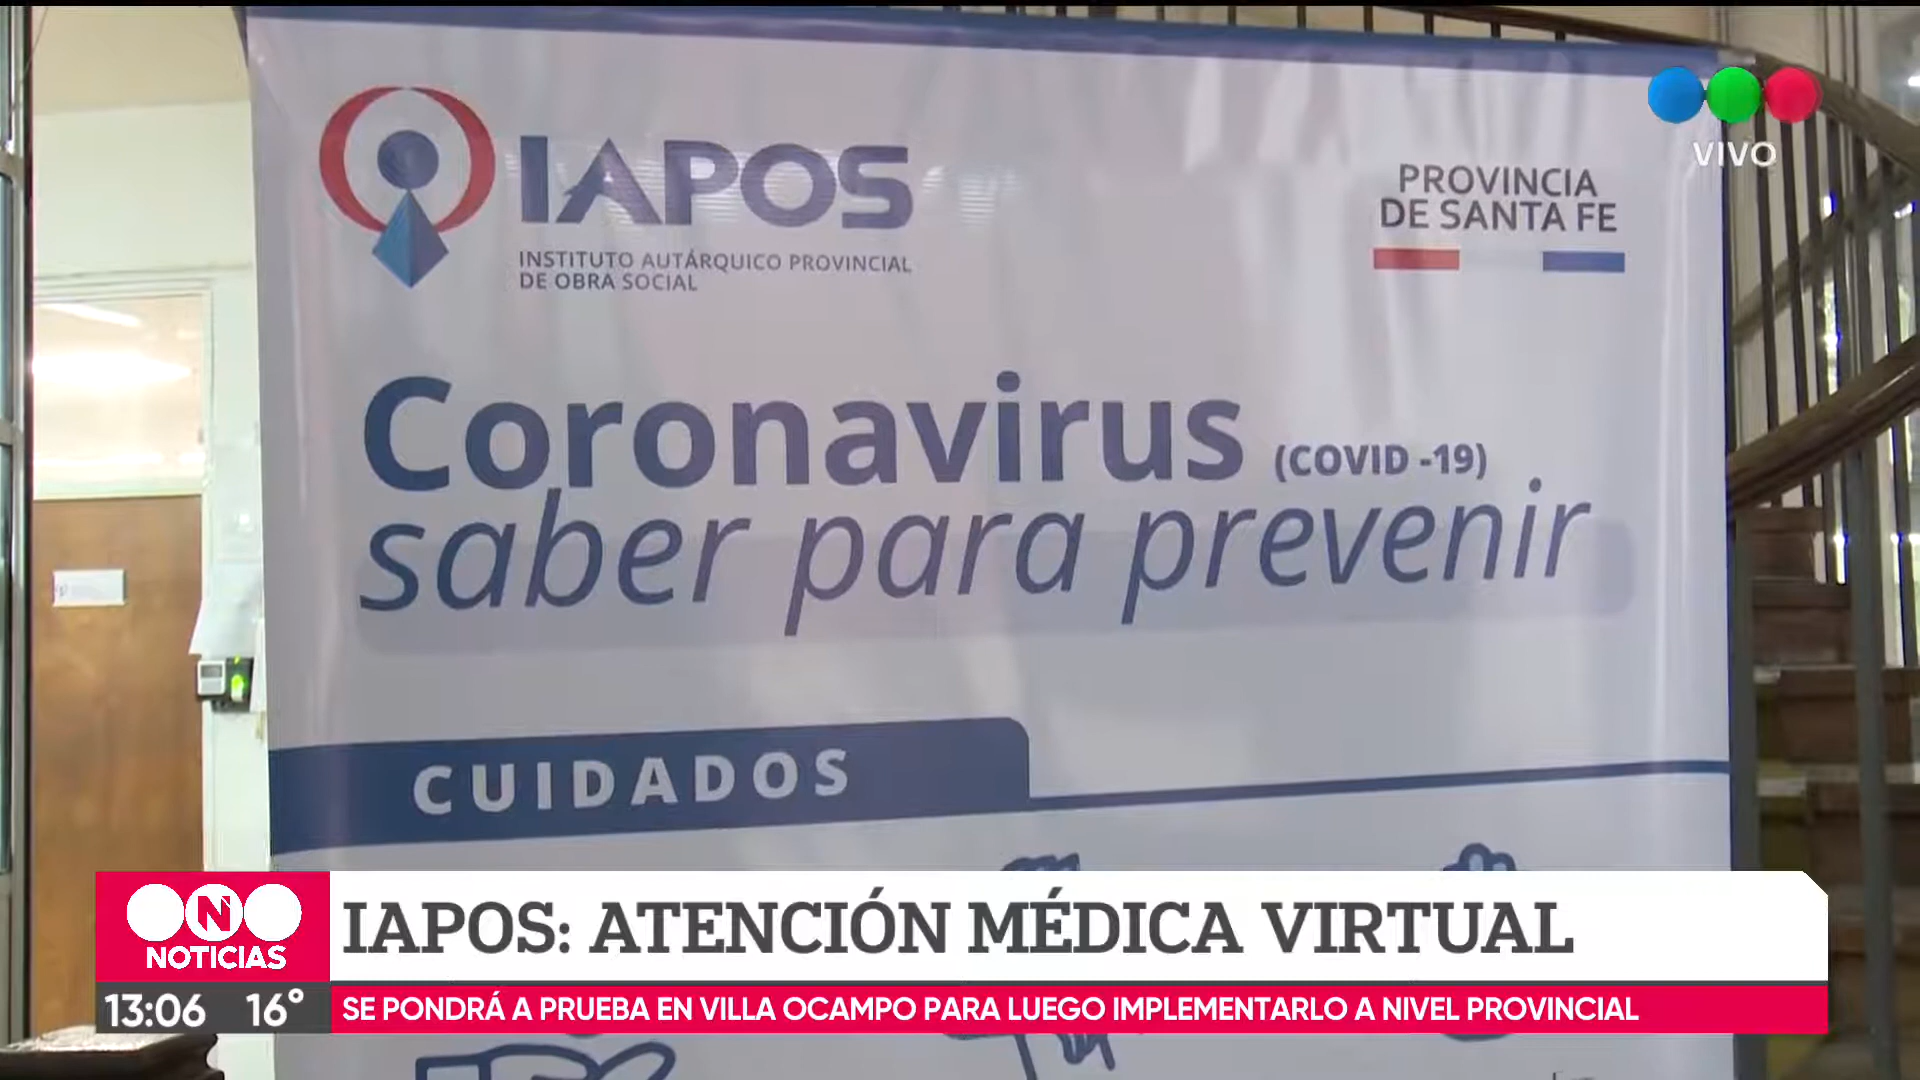 IAPOS
INSTITUTO AUTÁRQUICO PROVINCIAL
DE OBRA SOCIAL
VIVO
PROVINCIA
DE SANTA FE
Coronavirus (COVID -19)
saber para prevenir
CUIDADOS
N
NOTICIAS
IAPOS: ATENCIÓN MÉDICA VIRTUAL
13:06 16°
SE PONDRÁ A PRUEBA EN VILLA OCAMPO PARA LUEGO IMPLEMENTARLO A NIVEL PROVINCIAL